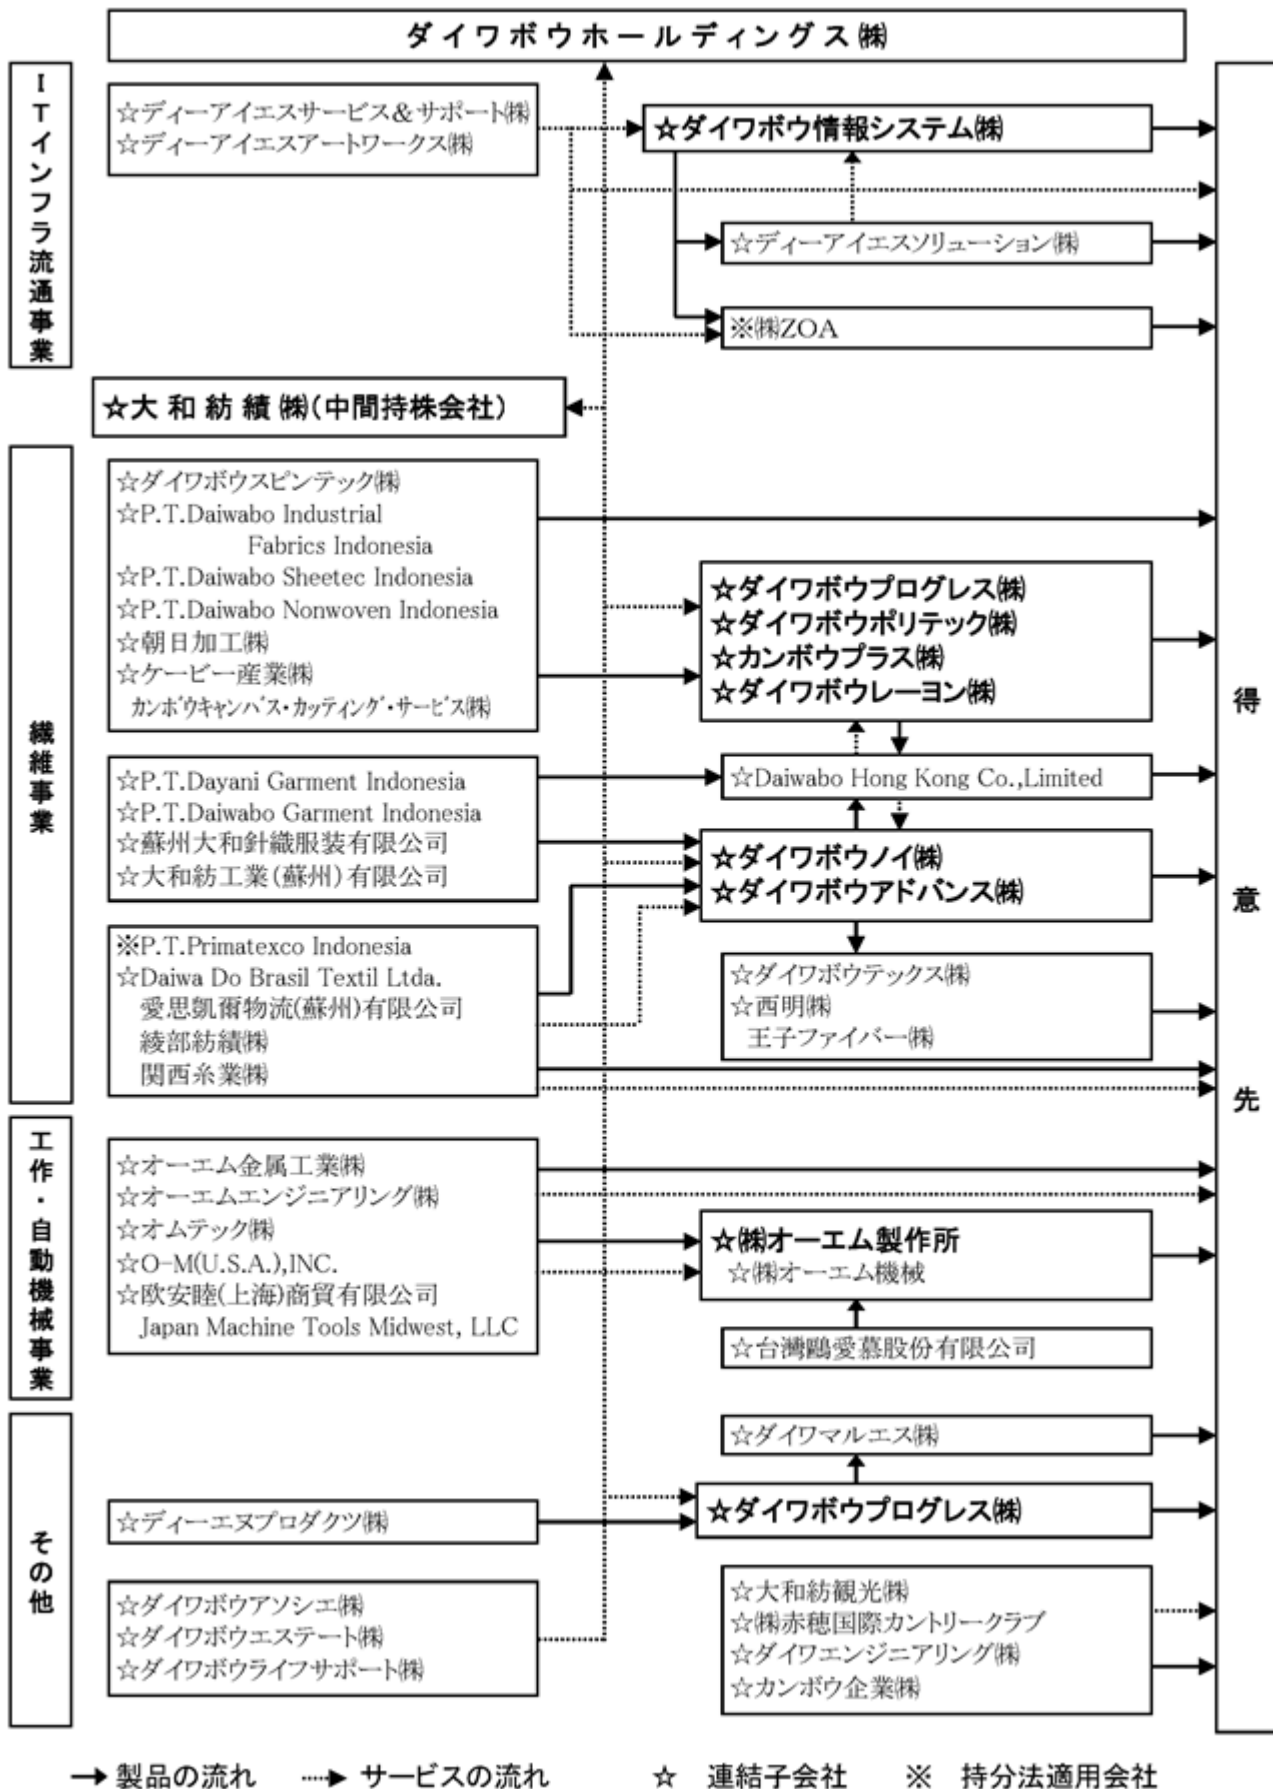 ダイワボウホールディングス㈱
ITインフラ流通事業
☆ディーアイエスサービス&サポート㈱
☆ディーアイエスアートワークス㈱
☆ダイワボウ情報システム㈱
☆ディーアイエスソリューション㈱
※㈱ZOA
☆大和紡績㈱(中間持株会社)
繊維事業
☆ダイワボウスピンテック㈱
☆P.T.Daiwabo Industrial
Fabrics Indonesia
☆P.T.Daiwabo Sheetec Indonesia
☆P.T.Daiwabo Nonwoven Indonesia
☆朝日加工㈱
☆ケービー産業㈱
カンボウキャンバス・カッティング・サービス㈱
☆ダイワボウプログレス㈱
☆ダイワボウポリテック㈱
☆カンボウプラス㈱
☆ダイワボウレーヨン㈱
☆P.T.Dayani Garment Indonesia
☆P.T.Daiwabo Garment Indonesia
☆蘇州大和針織服装有限公司
☆大和紡工業(蘇州)有限公司
☆Daiwabo Hong Kong Co.,Limited
☆ダイワボウノイ㈱
☆ダイワボウアドバンス㈱
※P.T.Primatexco Indonesia
☆Daiwa Do Brasil Textil Ltda.
愛思凱爾物流(蘇州)有限公司
綾部紡績㈱
関西糸業㈱
☆ダイワボウテックス㈱
☆西明㈱
王子ファイバー㈱
工作・自動機械事業
☆オーエム金属工業㈱
☆オーエムエンジニアリング㈱
☆オムテック㈱
☆O-M(U.S.A.),INC.
☆欧安睦(上海)商貿有限公司
Japan Machine Tools Midwest, LLC
☆㈱オーエム製作所
☆㈱オーエム機械
☆台灣鷗愛慕股份有限公司
その他
☆ダイワマルエス㈱
☆ディーエヌプロダクツ㈱
☆ダイワボウプログレス㈱
☆ダイワボウアソシエ㈱
☆ダイワボウエステート㈱
☆ダイワボウライフサポート㈱
☆大和紡観光㈱
☆㈱赤穂国際カントリークラブ
☆ダイワエンジニアリング㈱
☆カンボウ企業㈱
得意先
製品の流れ サービスの流れ ☆ 連結子会社 ※ 持分法適用会社